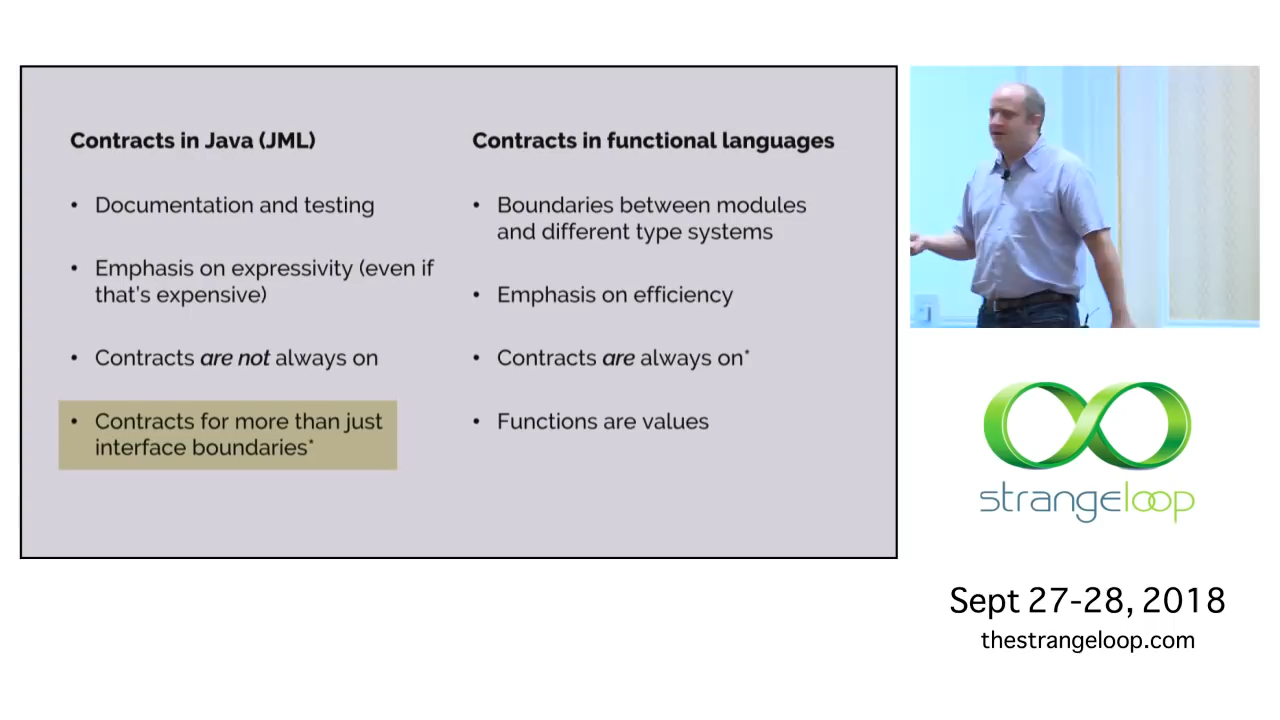 Contracts in Java (JML)
• Documentation and testing
• Emphasis on expressivity (even if
that's expensive)
• Contracts are not always on
• Contracts for more than just
interface boundaries*
Contracts in functional languages
• Boundaries between modules
and different type systems
• Emphasis on efficiency
• Contracts are always on*
• Functions are values
strangeloop
Sept 27-28, 2018
thestrangeloop.com